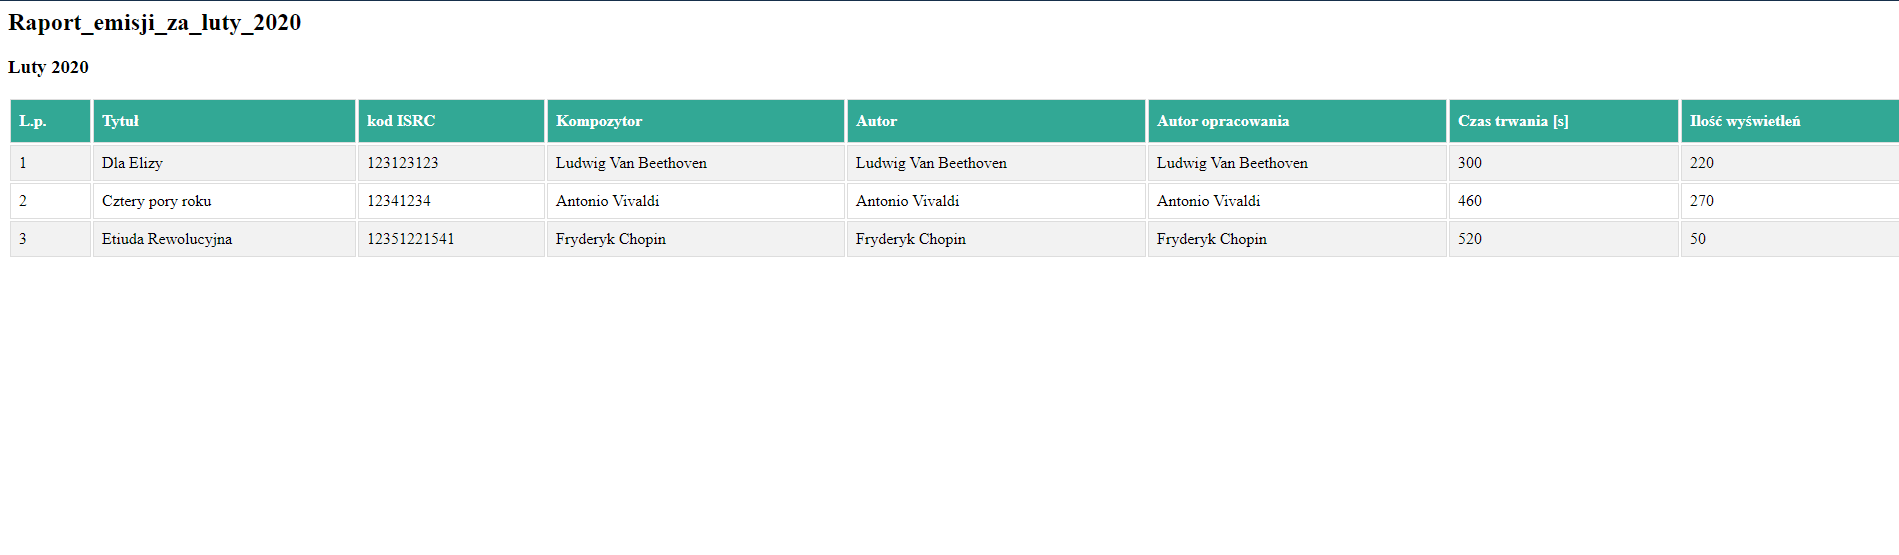 Raport_emisji_za_luty_2020
Luty 2020
L.p. Tytuł kod ISRC Kompozytor Autor Autor opracowania Czas trwania [s] Ilość wyświetleń
1 Dla Elizy 123123123 Ludwig Van Beethoven Ludwig Van Beethoven Ludwig Van Beethoven 300 220
2 Cztery pory roku 12341234 Antonio Vivaldi Antonio Vivaldi Antonio Vivaldi 460 270
3 Etiuda Rewolucyjna 12351221541 Fryderyk Chopin Fryderyk Chopin Fryderyk Chopin 520 50